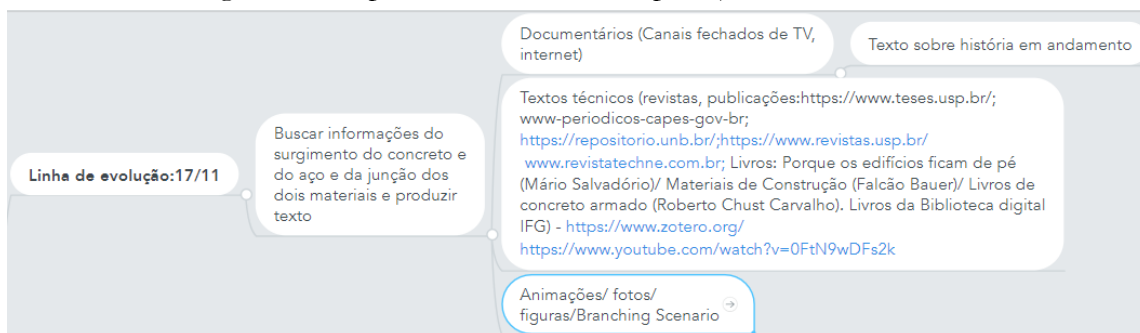 Documentários (Canais fechados de TV,
internet)
Texto sobre história em andamento
Textos técnicos (revistas, publicações:https://www.teses.usp.br/;
www-periodicos-capes-gov-br;
https://repositorio.unb.br/;https://www.revistas.usp.br/
www.revistatechne.com.br; Livros: Porque os edifícios ficam de pé
(Mário Salvadório)/ Materiais de Construção (Falcão Bauer)/ Livros de
concreto armado (Roberto Chust Carvalho). Livros da Biblioteca digital
IFG) - https://www.zotero.org/
https://www.youtube.com/watch?v=0FtN9wDFs2k
Buscar informações do
surgimento do concreto e
do aço e da junção dos
dois materiais e produzir
texto
Linha de evolução:17/11
Animações/ fotos/
figuras/Branching Scenario